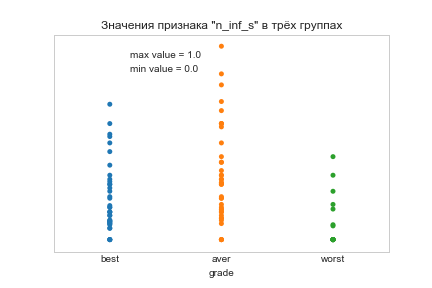 Значения признака "n_inf_s" в трёх группах
max value = 1.0
min value = 0.0
best aver worst
grade